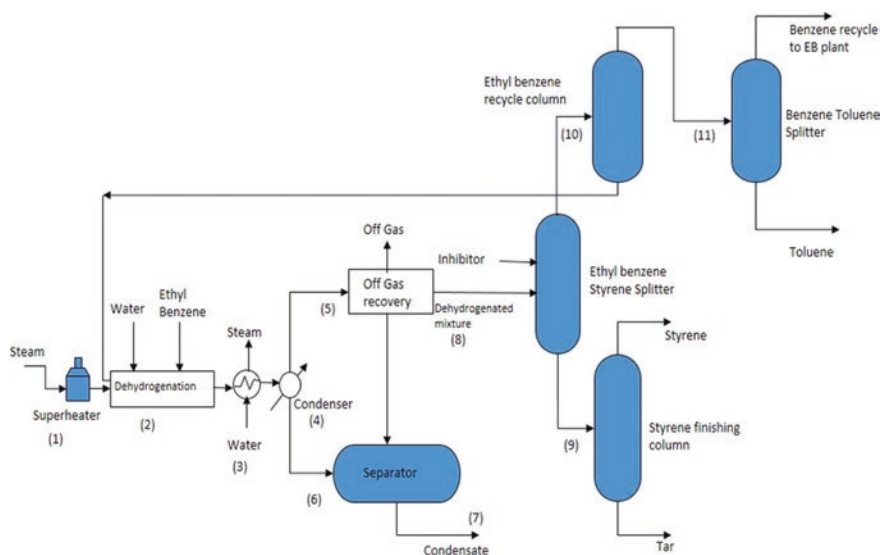 Benzene recycle
to EB plant
Ethyl benzene
recycle column
(10)
(11)
Benzene Toluene
Splitter
Off Gas
Toluene
Inhibitor
Ethyl benzene
Styrene Splitter
Off Gas
recovery
(5)
Dehydrogenated
mixture
(8)
Water
Ethyl
Benzene
Steam
Styrene
Steam
Dehydrogenation
Superheater
(1)
(2)
Condenser
(4)
Water
(3)
Styrene finishing
column
(9)
Separator
(6)
(7)
Condensate
Tar